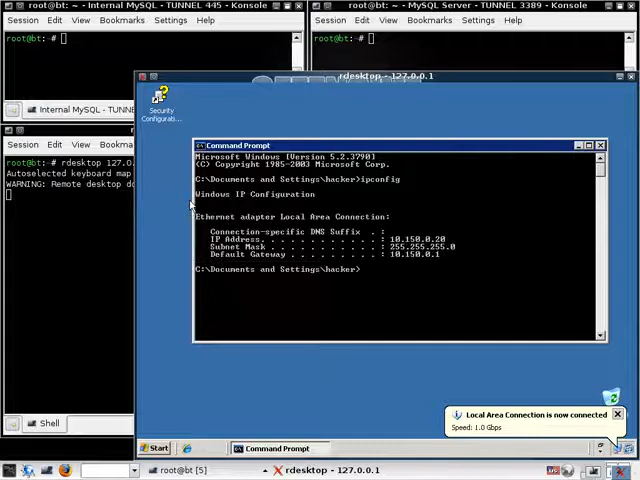 root@bt: ~ - Internal MySQL - TUNNEL 445 - Konsole
Session Edit View Bookmarks Settings Help
root@bt:~#
Internal MySQL - TUNN
root@bt: ~ - MySQL Server - TUNNEL 3389 - Konsole
Session Edit View Bookmarks Settings Help
root@bt:~#
Session Edit View Bookma
root@bt:~# rdesktop 127.0.
Autoselected keyboard map
WARNING: Remote desktop do
Shell
rdesktop - 127.0.0.1
Security
Configurati...
Command Prompt
Microsoft Windows [Version 5.2.3790]
(C) Copyright 1985-2003 Microsoft Corp.
C:\Documents and Settings\hacker>ipconfig
Windows IP Configuration
Ethernet adapter Local Area Connection:
Connection-specific DNS Suffix . :
IP Address. . . . . . . . . . . . : 10.150.0.20
Subnet Mask . . . . . . . . . . . : 255.255.255.0
Default Gateway . . . . . . . . . : 10.150.0.1
C:\Documents and Settings\hacker>
Local Area Connection is now connected
Speed: 1.0 Gbps
Start
Command Prompt
root@bt [5]
rdesktop - 127.0.0.1